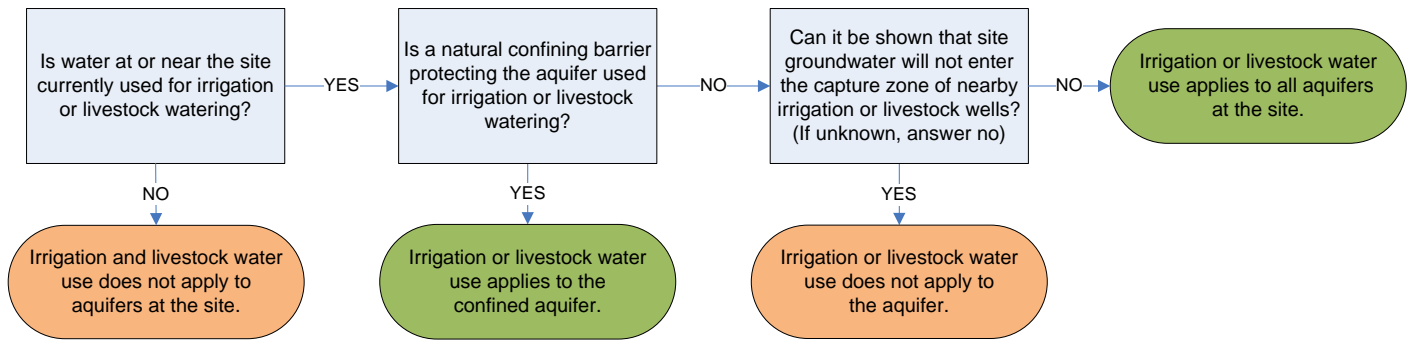 Is water at or near the site
currently used for irrigation
or livestock watering?
YES
Is a natural confining barrier
protecting the aquifer used
for irrigation or livestock
watering?
NO
Can it be shown that site
groundwater will not enter
the capture zone of nearby
irrigation or livestock wells?
(If unknown, answer no)
NO
Irrigation or livestock water
use applies to all aquifers
at the site.
NO
YES
YES
Irrigation and livestock water
use does not apply to
aquifers at the site.
Irrigation or livestock water
use applies to the
confined aquifer.
Irrigation or livestock water
use does not apply to
the aquifer.